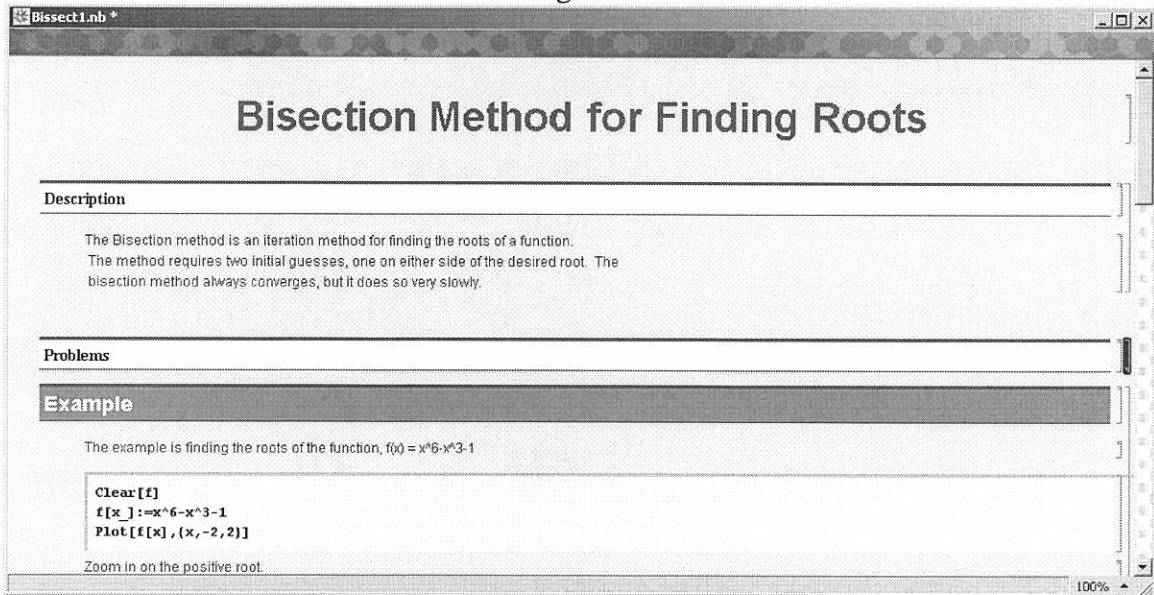 Bissect1.nb *
Bisection Method for Finding Roots
Description
The Bisection method is an iteration method for finding the roots of a function.
The method requires two initial guesses, one on either side of the desired root. The
bisection method always converges, but it does so very slowly.
Problems
Example
The example is finding the roots of the function, f(x) = x^6-x^3-1
Clear[f]
f[x_]:=x^6-x^3-1
Plot[f[x],{x,-2,2}]
Zoom in on the positive root.
100%